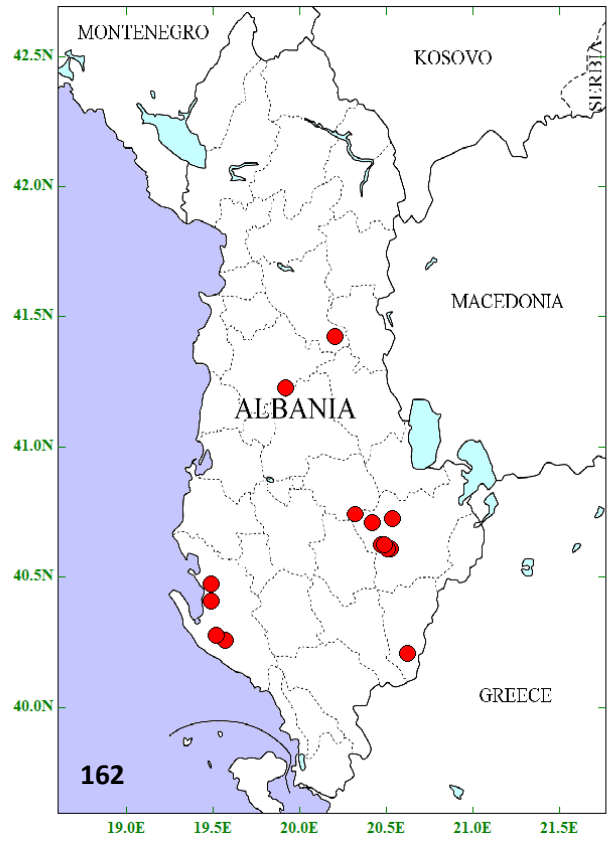 MONTENEGRO
42.5N
KOSOVO
SERBIA
42.0N
41.5N
MACEDONIA
ALBANIA
41.0N
40.5N
40.0N
GREECE
162
19.0E 19.5E 20.0E 20.5E 21.0E 21.5E